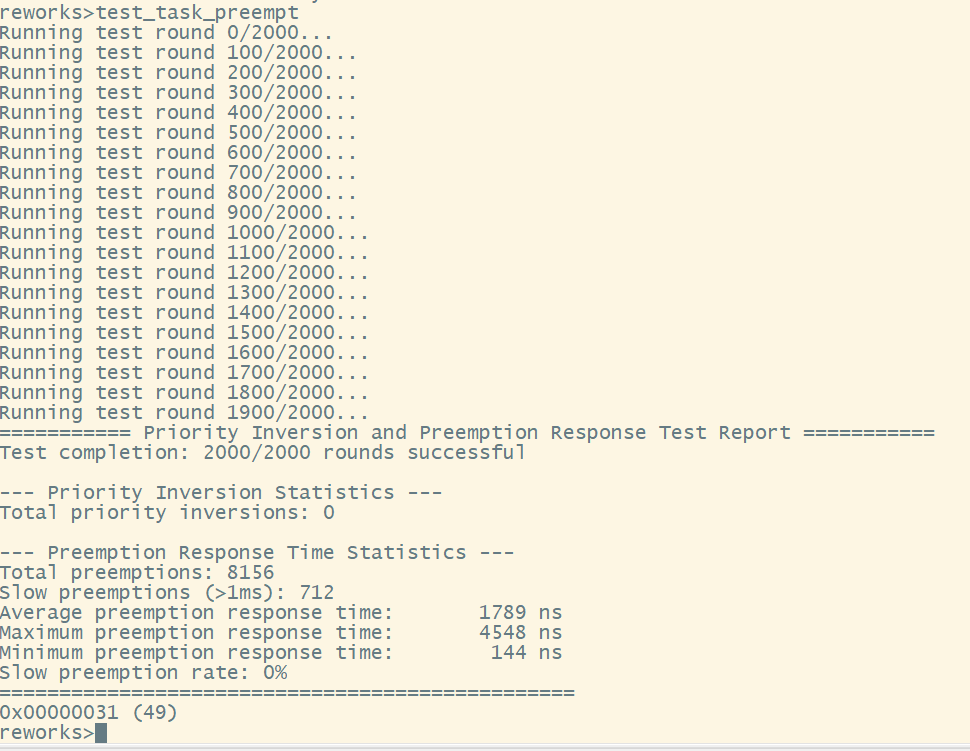 reworks>test_task_preempt
Running test round 0/2000...
Running test round 100/2000...
Running test round 200/2000...
Running test round 300/2000...
Running test round 400/2000...
Running test round 500/2000...
Running test round 600/2000...
Running test round 700/2000...
Running test round 800/2000...
Running test round 900/2000...
Running test round 1000/2000...
Running test round 1100/2000...
Running test round 1200/2000...
Running test round 1300/2000...
Running test round 1400/2000...
Running test round 1500/2000...
Running test round 1600/2000...
Running test round 1700/2000...
Running test round 1800/2000...
Running test round 1900/2000...
=========== Priority Inversion and Preemption Response Test Report ===========
Test completion: 2000/2000 rounds successful
--- Priority Inversion Statistics ---
Total priority inversions: 0
--- Preemption Response Time Statistics ---
Total preemptions: 8156
Slow preemptions (>1ms): 712
Average preemption response time:       1789 ns
Maximum preemption response time:       4548 ns
Minimum preemption response time:        144 ns
Slow preemption rate: 0%
================================================
0x00000031 (49)
reworks>